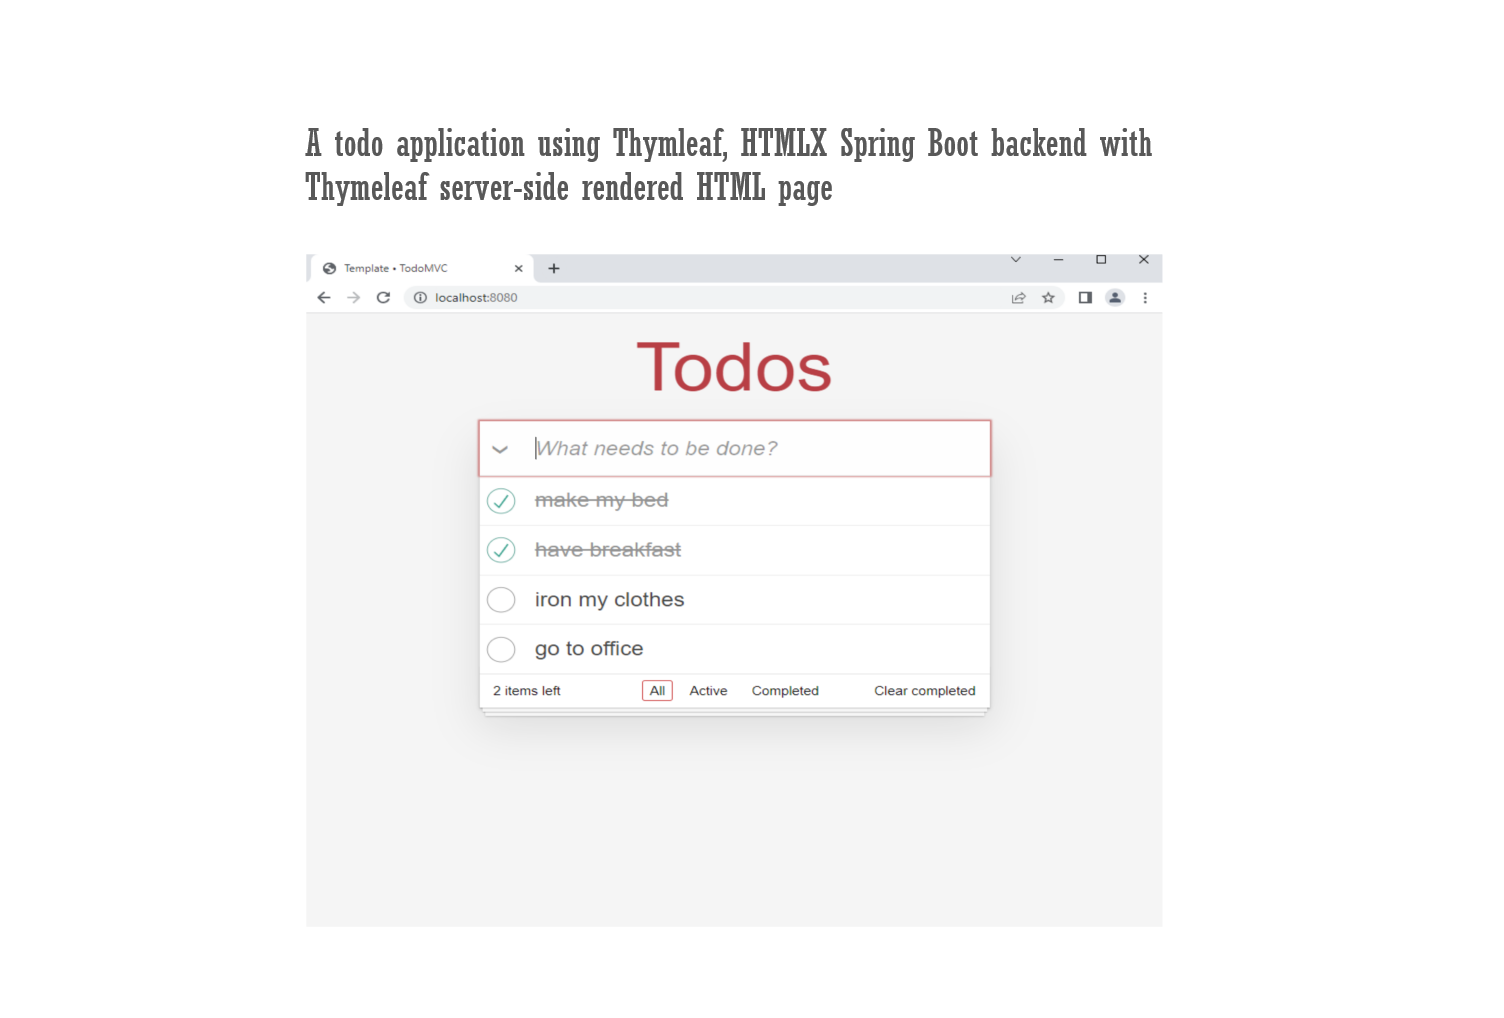 A todo application using Thymleaf, HTMLX Spring Boot backend with
Thymeleaf server-side rendered HTML page
Template • TodoMVC
localhost:8080
Todos
What needs to be done?
make my bed
have breakfast
iron my clothes
go to office
2 items left All Active Completed Clear completed